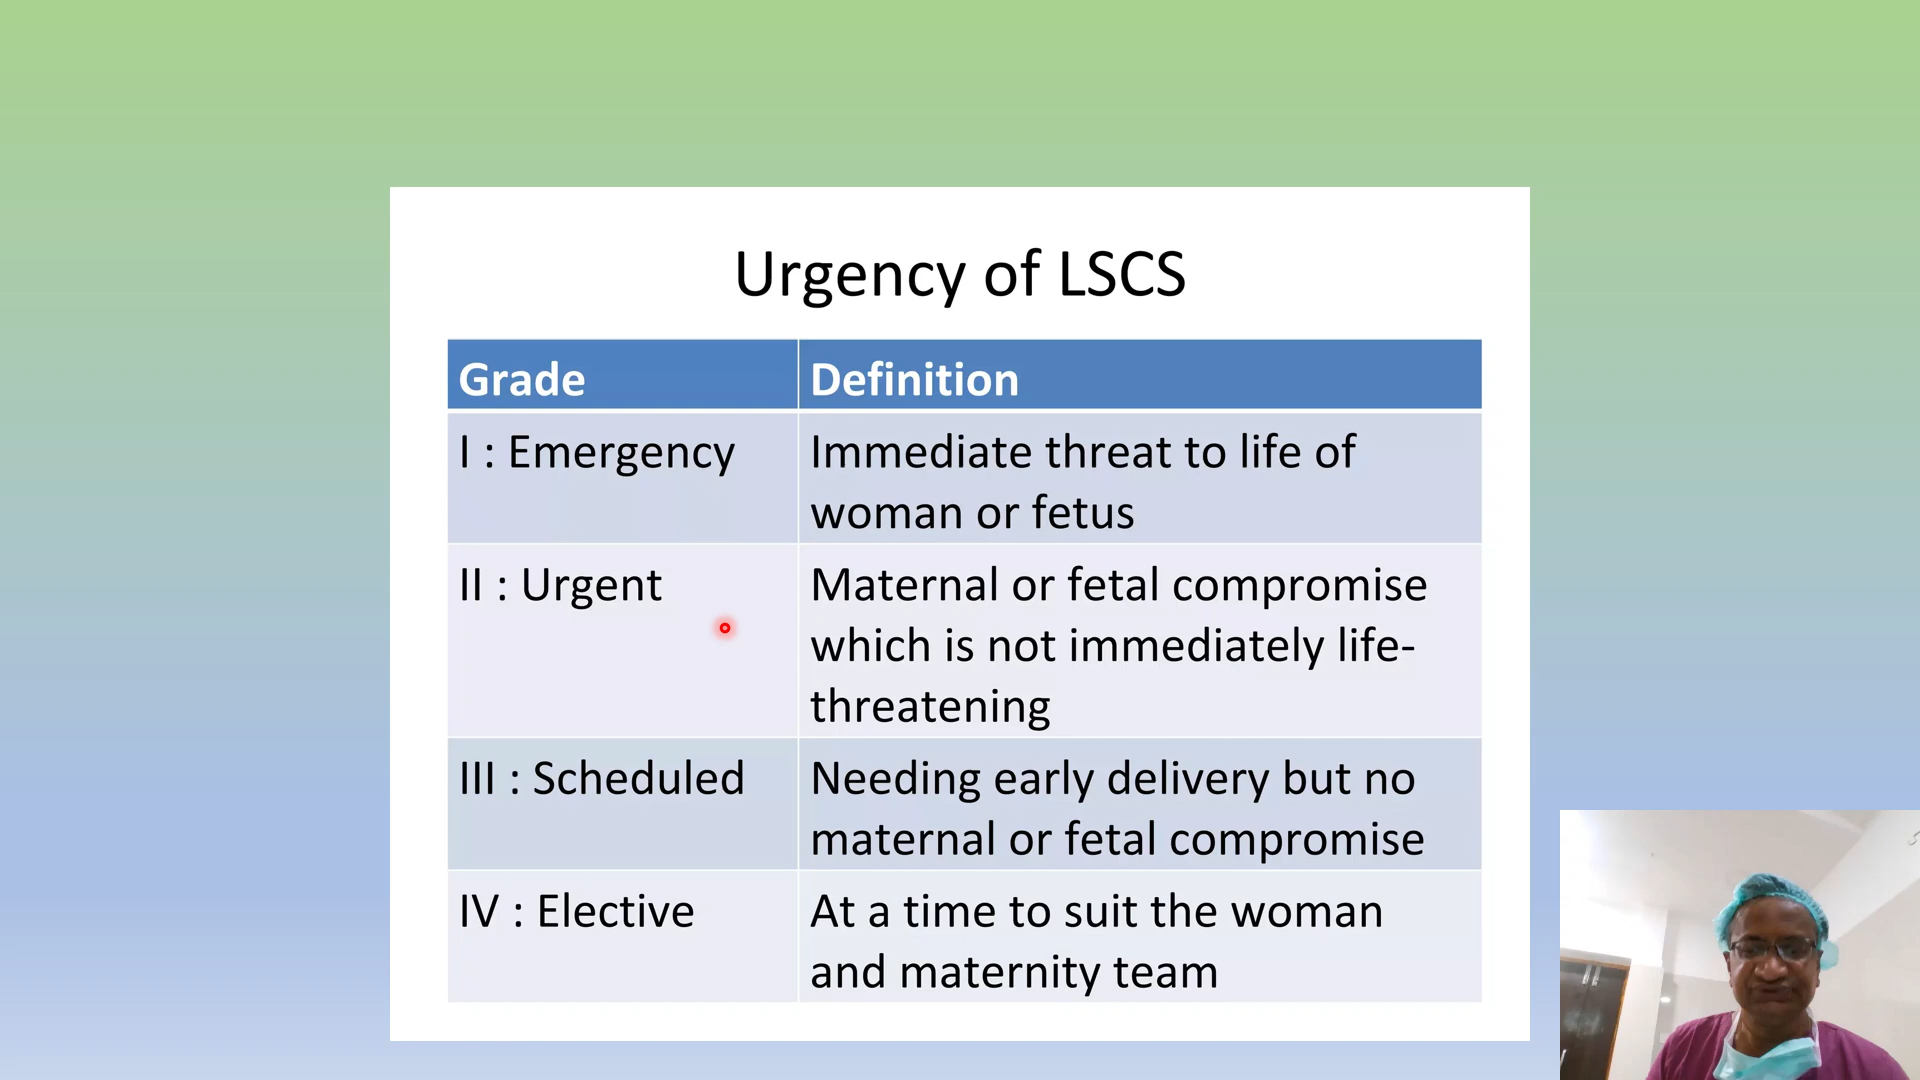 Urgency of LSCS
Grade
Definition
I : Emergency
Immediate threat to life of
woman or fetus
II : Urgent
Maternal or fetal compromise
which is not immediately life-
threatening
III : Scheduled
Needing early delivery but no
maternal or fetal compromise
IV : Elective
At a time to suit the woman
and maternity team